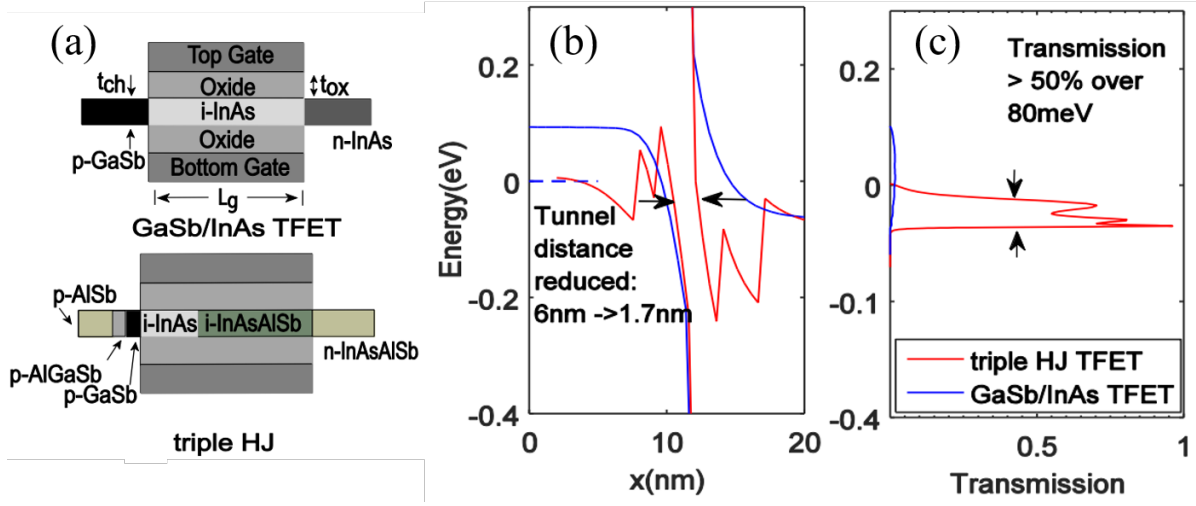 (a)
Top Gate
Oxide
i-InAs
Oxide
Bottom Gate
tch
tox
p-GaSb
n-InAs
Lg
GaSb/InAs TFET
p-AlSb
i-InAs
i-InAsAlSb
n-InAsAlSb
p-AlGaSb
p-GaSb
triple HJ
(b)
0.2
0
-0.2
-0.4
Energy(eV)
Tunnel
distance
reduced:
6nm ->1.7nm
0
10
20
x(nm)
(c)
Transmission
> 50% over
80meV
0.2
0
-0.1
-0.4
triple HJ TFET
GaSb/InAs TFET
0.5
1
Transmission